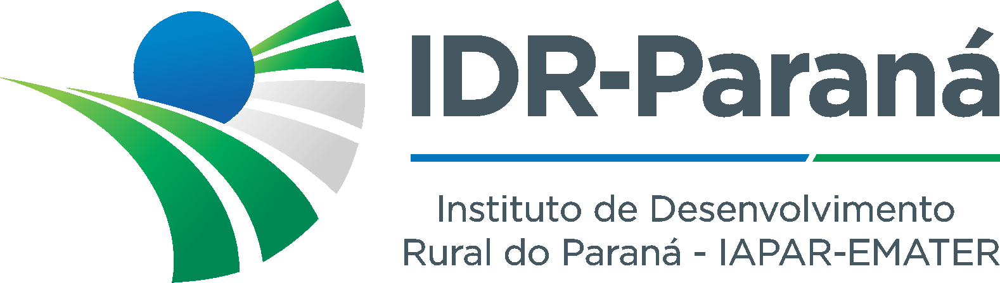 IDR-Paraná
Instituto de Desenvolvimento
Rural do Paraná - IAPAR-EMATER